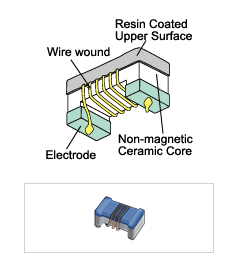 Resin Coated
Upper Surface
Wire wound
Non-magnetic
Ceramic Core
Electrode